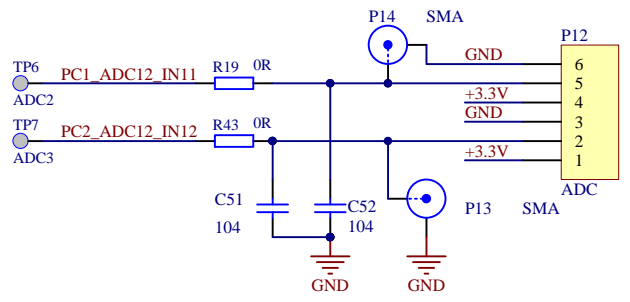 P14 SMA
P12
TP6 PC1_ADC12_IN11 R19 0R GND
6
ADC2 5
+3.3V 4
TP7 PC2_ADC12_IN12 R43 0R GND 3
2
ADC3 +3.3V 1
ADC
C51 C52 P13 SMA
104 104
GND GND